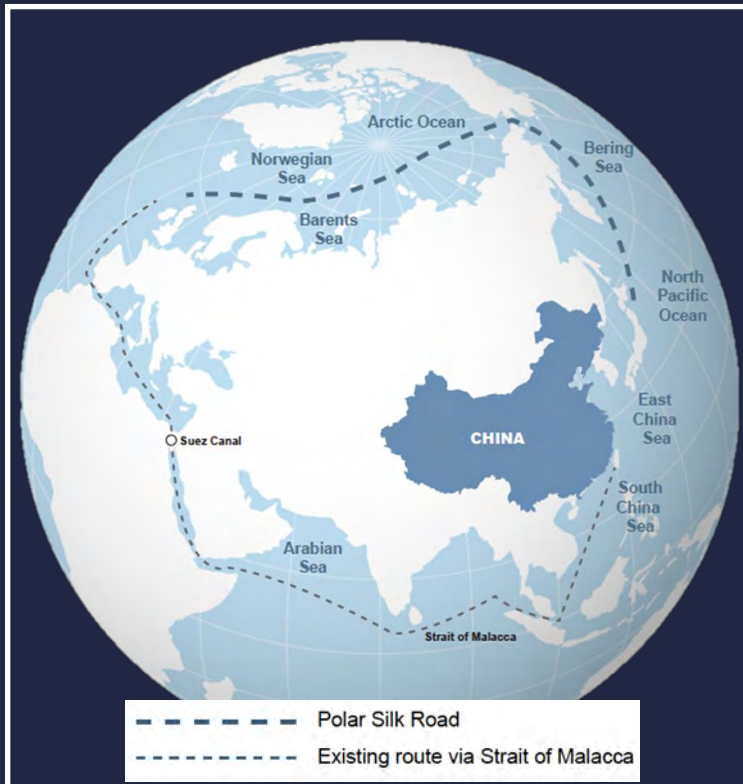 Arctic Ocean
Norwegian
Sea
Bering
Sea
Barents
Sea
North
Pacific
Ocean
East
China
Sea
CHINA
Suez Canal
South
China
Sea
Arabian
Sea
Strait of Malacca
Polar Silk Road
Existing route via Strait of Malacca